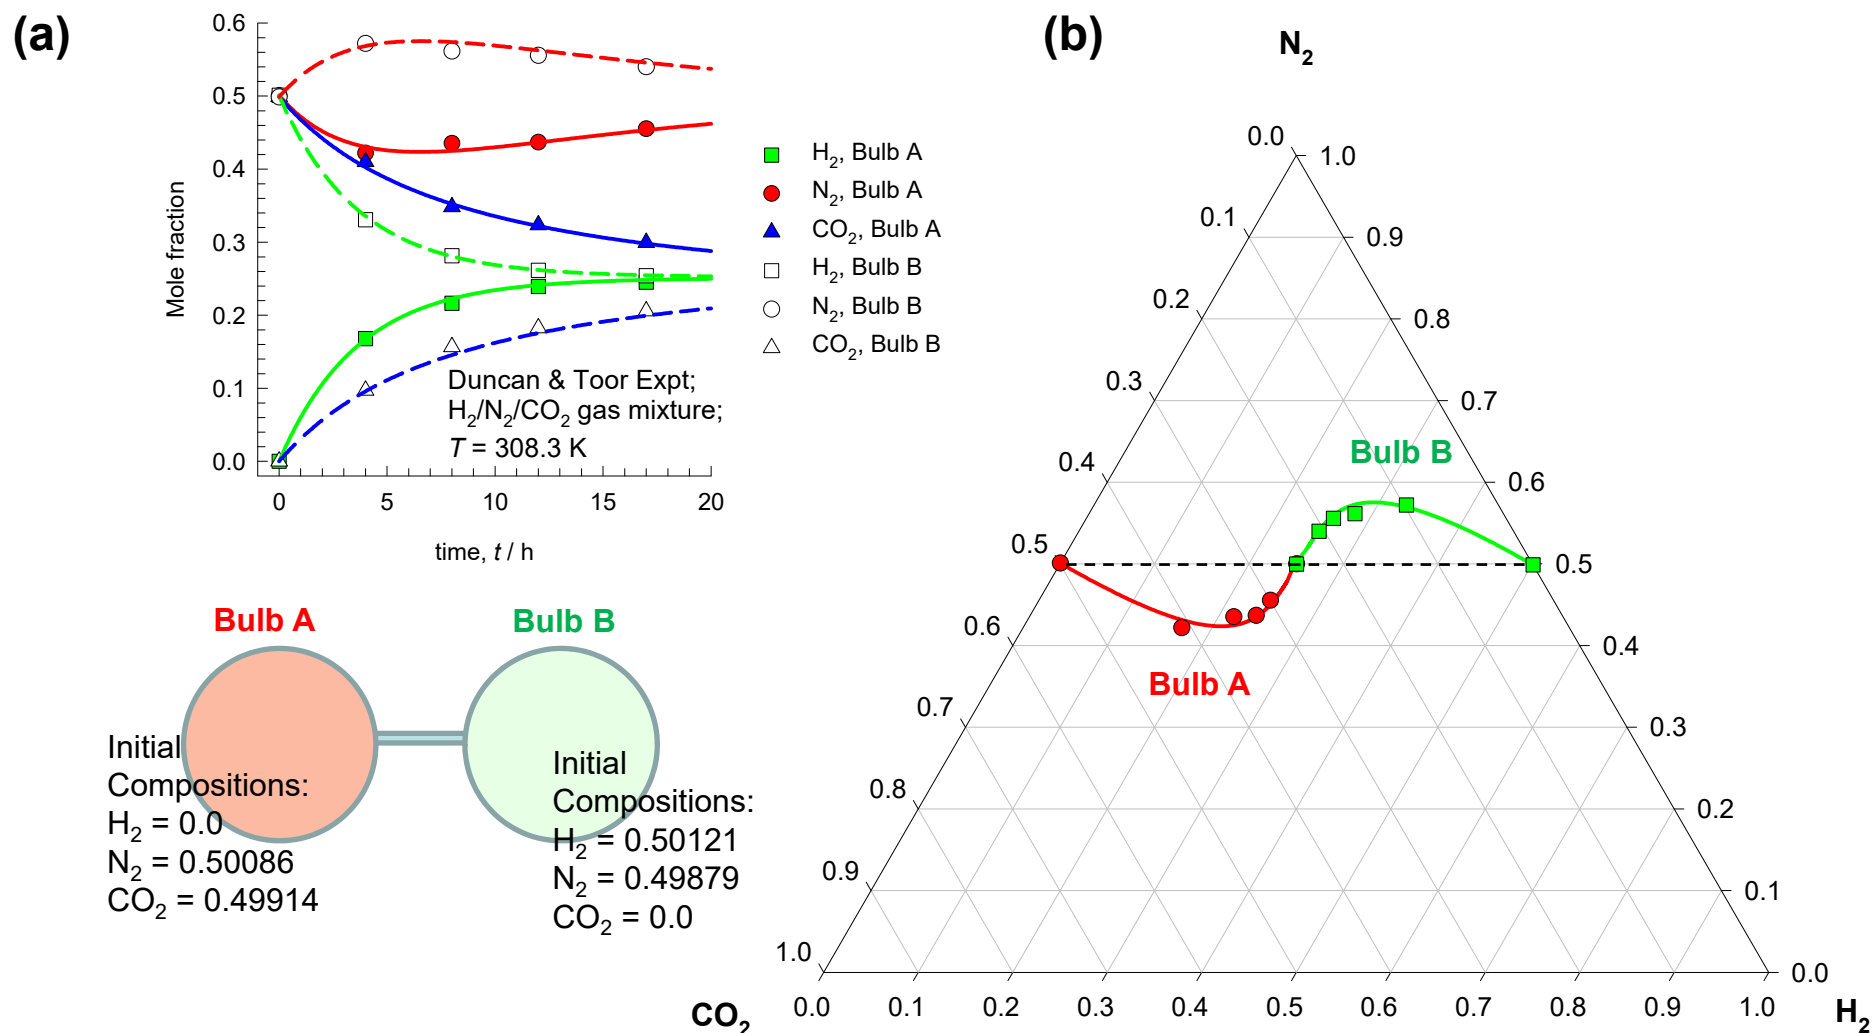 (a)
0.6
0.5
0.4
0.3
0.2
0.1
0.0
Mole fraction
0 5 10 15 20
time, t / h
Duncan & Toor Expt;
H2/N2/CO2 gas mixture;
T = 308.3 K
H2, Bulb A
N2, Bulb A
CO2, Bulb A
H2, Bulb B
N2, Bulb B
CO2, Bulb B
Bulb A
Initial
Compositions:
H2 = 0.0
N2 = 0.50086
CO2 = 0.49914
Bulb B
Initial
Compositions:
H2 = 0.50121
N2 = 0.49879
CO2 = 0.0
(b)
N2
0.0 1.0
0.1 0.9
0.2 0.8
0.3 0.7
0.4 0.6
0.5 0.5
0.6 0.4
0.7 0.3
0.8 0.2
0.9 0.1
1.0 0.0
Bulb B
Bulb A
0.0 0.1 0.2 0.3 0.4 0.5 0.6 0.7 0.8 0.9 1.0
CO2 H2